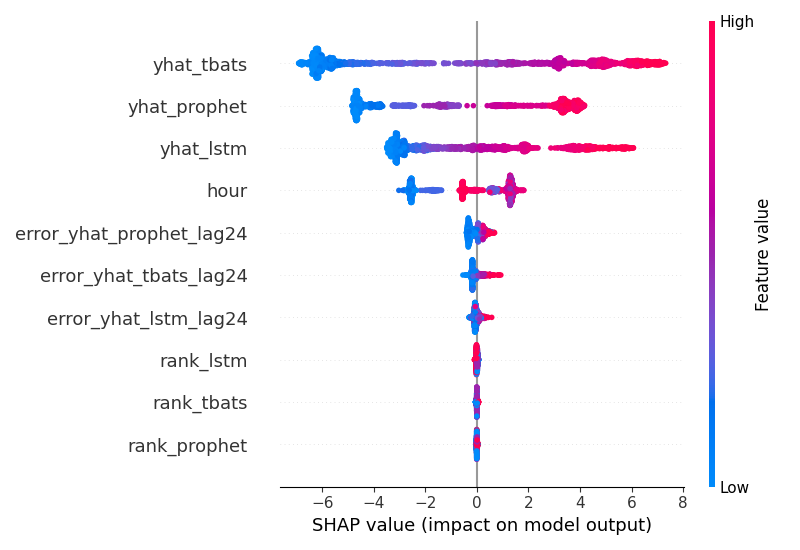 High
yhat_tbats
yhat_prophet
yhat_lstm
hour
error_yhat_prophet_lag24
error_yhat_tbats_lag24
error_yhat_lstm_lag24
rank_lstm
rank_tbats
rank_prophet
Feature value
Low
−6 −4 −2 0 2 4 6 8
SHAP value (impact on model output)